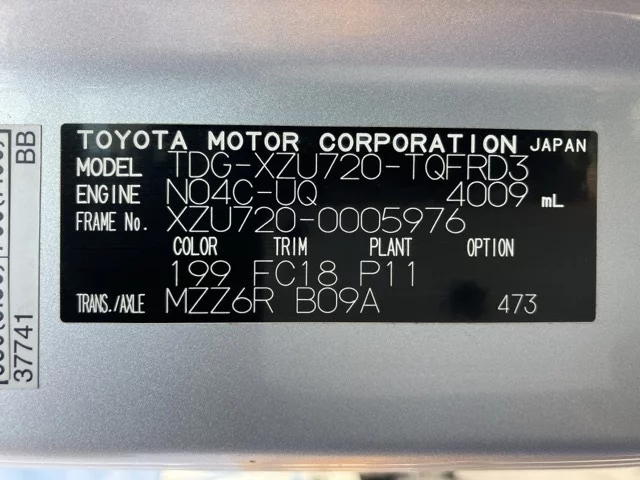 TOYOTA MOTOR CORPORATION JAPAN
MODEL TDG-XZU720-TQFRD3
ENGINE N04C-UQ 4009 mL
FRAME No. XZU720-0005976
COLOR TRIM PLANT OPTION
199 FC18 P11
TRANS./AXLE MZZ6R B09A 473
BB
37741